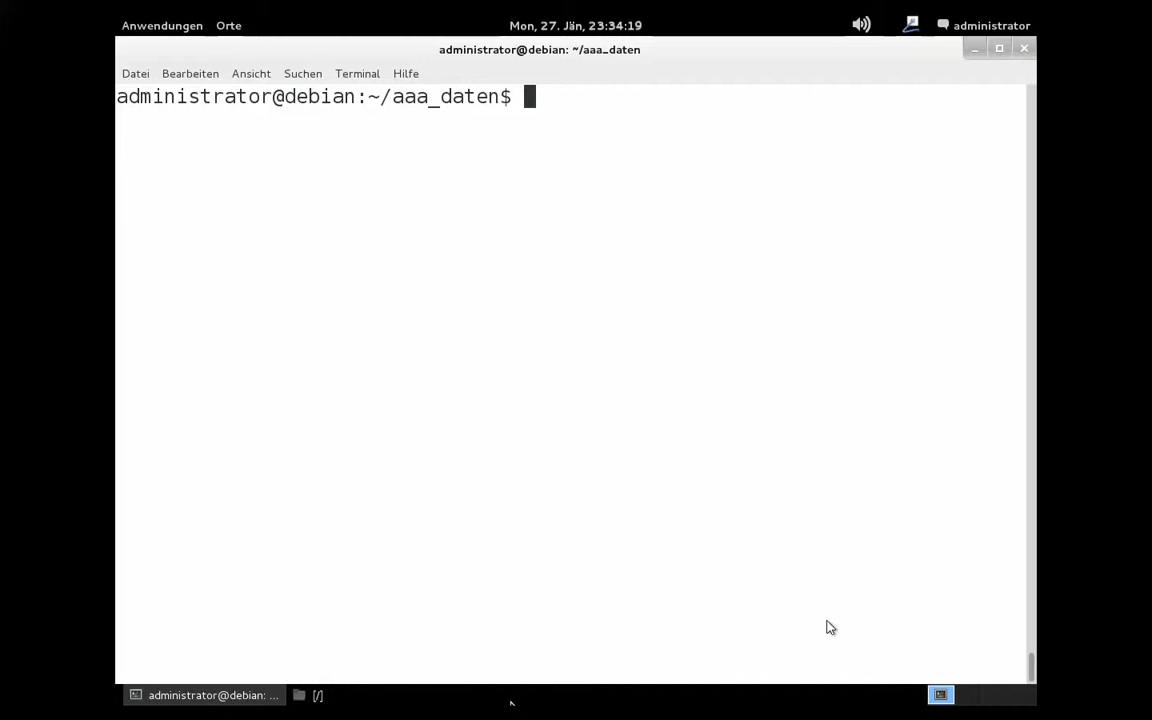 Anwendungen Orte Mon, 27. Jän, 23:34:19 administrator
administrator@debian: ~/aaa_daten
Datei Bearbeiten Ansicht Suchen Terminal Hilfe
administrator@debian:~/aaa_daten$
administrator@debian: ... [/]